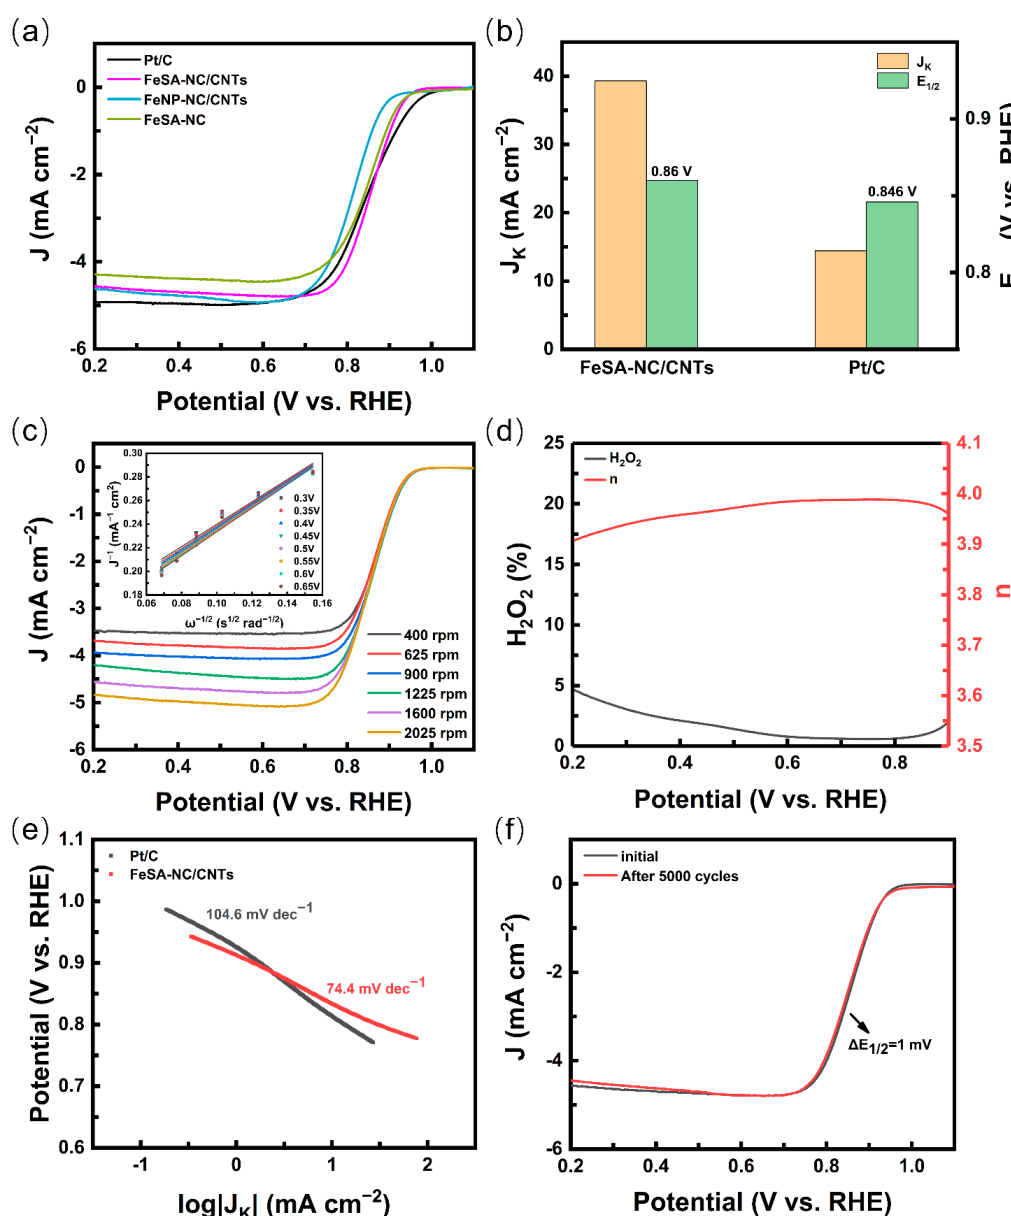 (a)
Pt/C
FeSA-NC/CNTs
FeNP-NC/CNTs
FeSA-NC
J (mA cm⁻²)
0
-2
-4
-6
0.2 0.4 0.6 0.8 1.0
Potential (V vs. RHE)
(b)
J_K
E_1/2
J_K (mA cm⁻²)
40
35
30
25
20
15
10
5
0
0.86 V
0.846 V
0.9
0.8
E (V vs. RHE)
FeSA-NC/CNTs Pt/C
(c)
J (mA cm⁻²)
0
-1
-2
-3
-4
-5
-6
0.2 0.4 0.6 0.8 1.0
Potential (V vs. RHE)
J⁻¹ (mA⁻¹ cm²)
0.30
0.28
0.26
0.24
0.22
0.20
0.18
0.06 0.08 0.10 0.12 0.14 0.16
ω⁻¹/² (s¹/² rad⁻¹/²)
0.3V
0.35V
0.4V
0.45V
0.5V
0.55V
0.6V
0.65V
400 rpm
625 rpm
900 rpm
1225 rpm
1600 rpm
2025 rpm
(d)
H₂O₂
n
H₂O₂ (%)
25
20
15
10
5
0
4.1
4.0
3.9
3.8
3.7
3.6
3.5
n
0.2 0.4 0.6 0.8
Potential (V vs. RHE)
(e)
Pt/C
FeSA-NC/CNTs
104.6 mV dec⁻¹
74.4 mV dec⁻¹
Potential (V vs. RHE)
1.1
1.0
0.9
0.8
0.7
0.6
-1 0 1 2
log|J_K| (mA cm⁻²)
(f)
initial
After 5000 cycles
J (mA cm⁻²)
0
-2
-4
-6
ΔE_1/2=1 mV
0.2 0.4 0.6 0.8 1.0
Potential (V vs. RHE)